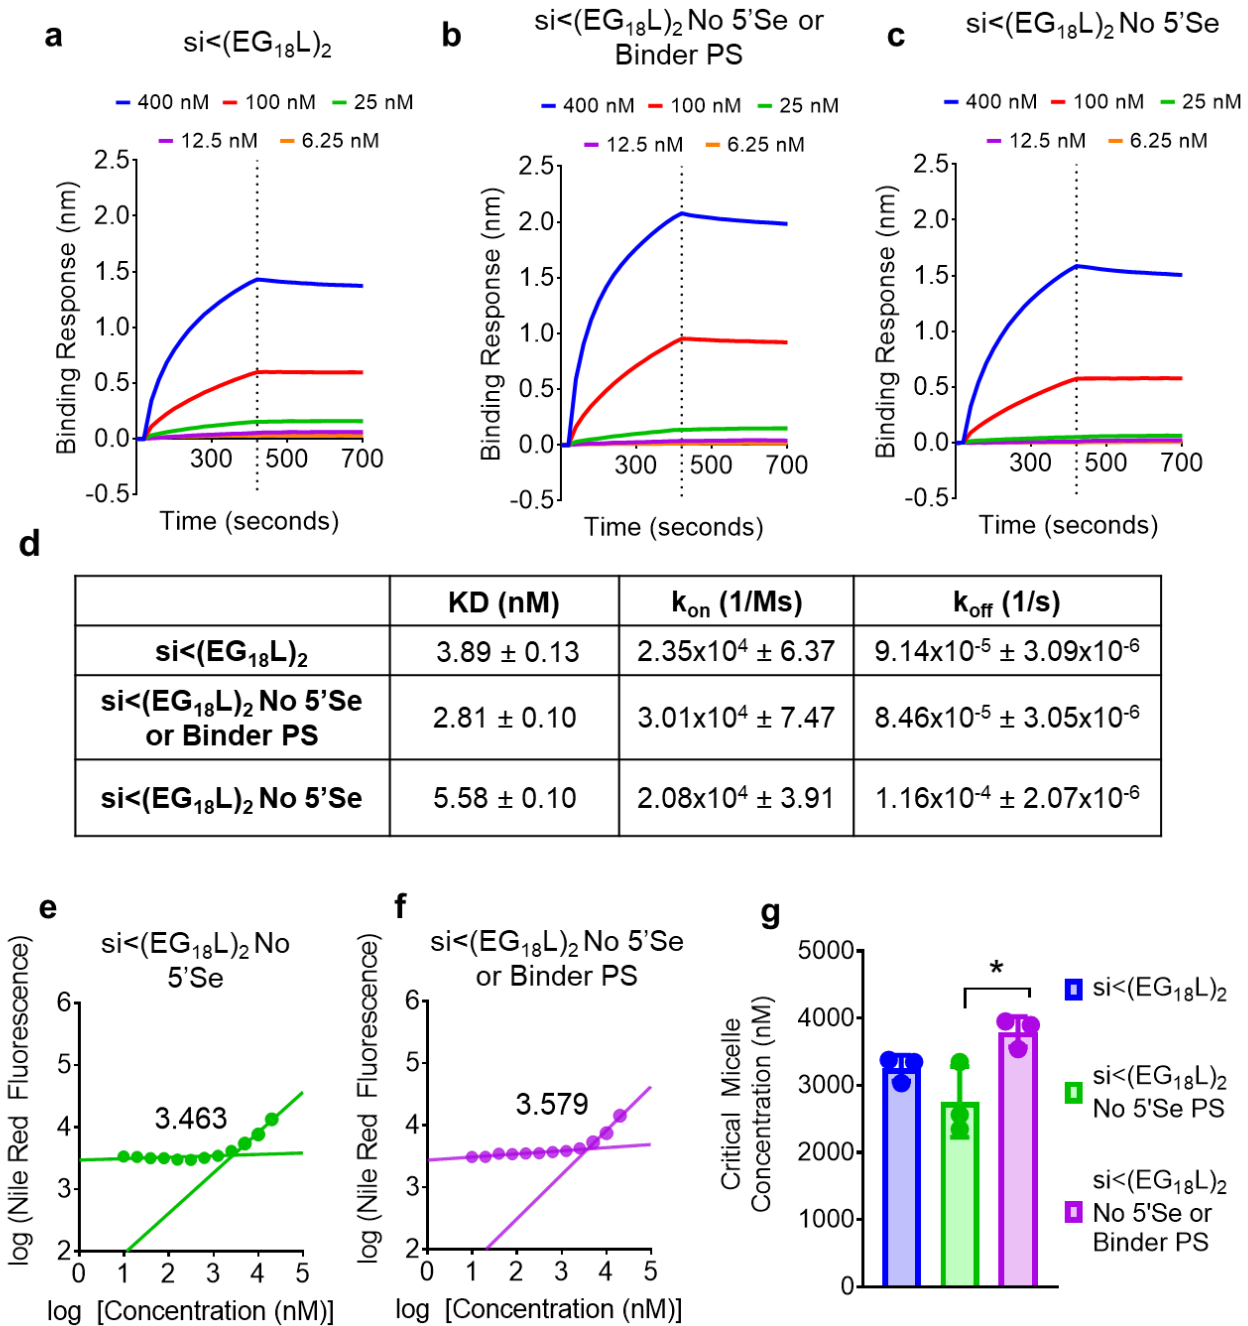 a
si<(EG₁₈L)₂
400 nM 100 nM 25 nM
12.5 nM 6.25 nM
Binding Response (nm)
2.5
2.0
1.5
1.0
0.5
0.0
-0.5
300 500 700
Time (seconds)
b
si<(EG₁₈L)₂ No 5’Se or
Binder PS
400 nM 100 nM 25 nM
12.5 nM 6.25 nM
Binding Response (nm)
2.5
2.0
1.5
1.0
0.5
0.0
-0.5
300 500 700
Time (seconds)
c
si<(EG₁₈L)₂ No 5’Se
400 nM 100 nM 25 nM
12.5 nM 6.25 nM
Binding Response (nm)
2.5
2.0
1.5
1.0
0.5
0.0
-0.5
300 500 700
Time (seconds)
d
KD (nM) kₒₙ (1/Ms) kₒff (1/s)
si<(EG₁₈L)₂ 3.89 ± 0.13 2.35x10⁴ ± 6.37 9.14x10⁻⁵ ± 3.09x10⁻⁶
si<(EG₁₈L)₂ No 5’Se
or Binder PS 2.81 ± 0.10 3.01x10⁴ ± 7.47 8.46x10⁻⁵ ± 3.05x10⁻⁶
si<(EG₁₈L)₂ No 5’Se 5.58 ± 0.10 2.08x10⁴ ± 3.91 1.16x10⁻⁴ ± 2.07x10⁻⁶
e
si<(EG₁₈L)₂ No
5’Se
log (Nile Red Fluorescence)
6
5
4
3
2
3.463
0 1 2 3 4 5
log [Concentration (nM)]
f
si<(EG₁₈L)₂ No 5’Se
or Binder PS
log (Nile Red Fluorescence)
6
5
4
3
2
3.579
0 1 2 3 4 5
log [Concentration (nM)]
g
Critical Micelle
Concentration (nM)
5000
4000
3000
2000
1000
0
*
si<(EG₁₈L)₂
si<(EG₁₈L)₂
No 5'Se PS
si<(EG₁₈L)₂
No 5'Se or
Binder PS